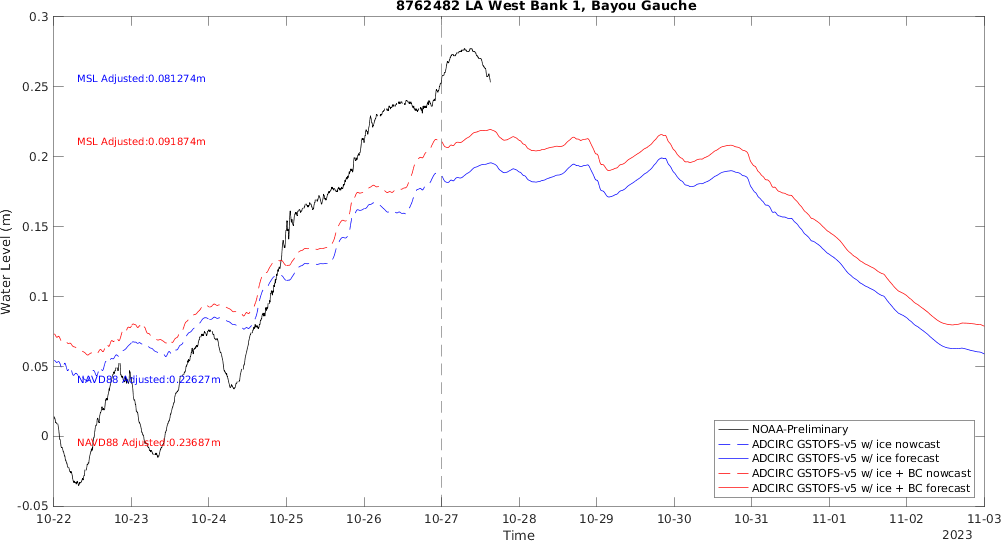 8762482 LA West Bank 1, Bayou Gauche
0.3
0.25
0.2
0.15
0.1
0.05
0
-0.05
Water Level (m)
MSL Adjusted:0.081274m
MSL Adjusted:0.091874m
NAVD88 Adjusted:0.22627m
NAVD88 Adjusted:0.23687m
NOAA-Preliminary
ADCIRC GSTOFS-v5 w/ ice nowcast
ADCIRC GSTOFS-v5 w/ ice forecast
ADCIRC GSTOFS-v5 w/ ice + BC nowcast
ADCIRC GSTOFS-v5 w/ ice + BC forecast
10-22 10-23 10-24 10-25 10-26 10-27 10-28 10-29 10-30 10-31 11-01 11-02 11-03
Time
2023